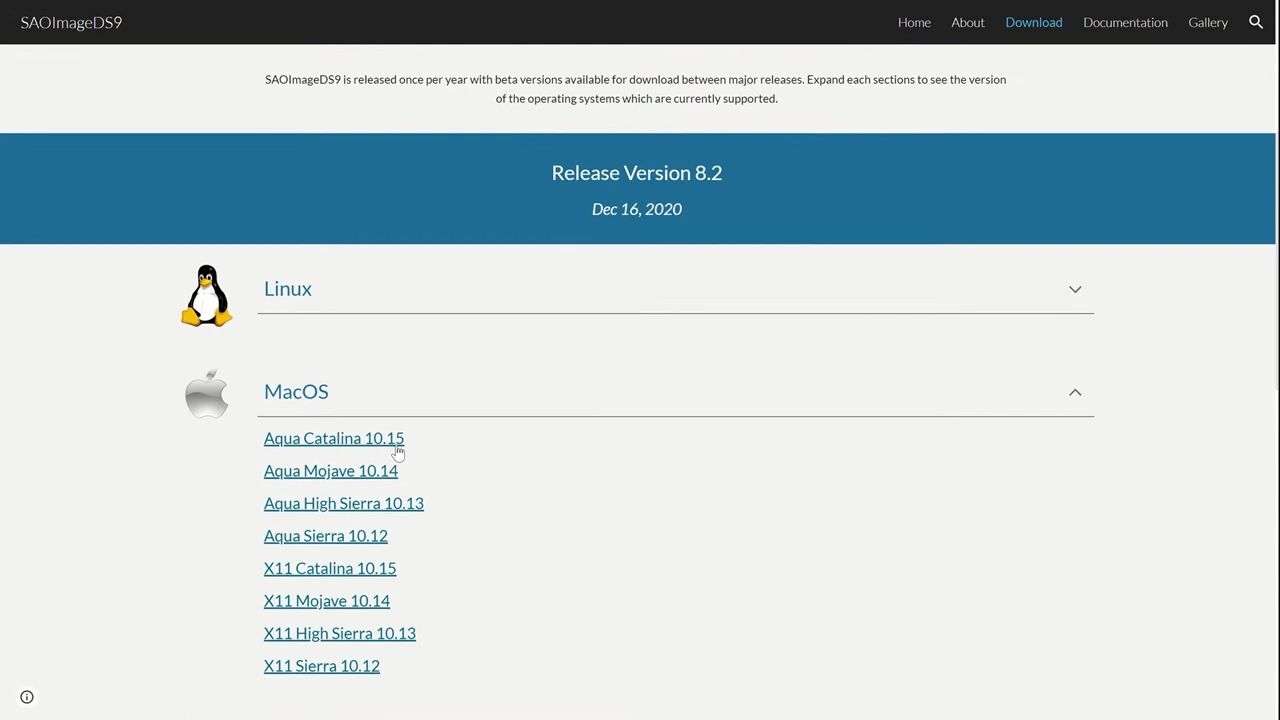 SAOImageDS9
Home About Download Documentation Gallery
SAOImageDS9 is released once per year with beta versions available for download between major releases. Expand each sections to see the version
of the operating systems which are currently supported.
Release Version 8.2
Dec 16, 2020
Linux
MacOS
Aqua Catalina 10.15
Aqua Mojave 10.14
Aqua High Sierra 10.13
Aqua Sierra 10.12
X11 Catalina 10.15
X11 Mojave 10.14
X11 High Sierra 10.13
X11 Sierra 10.12